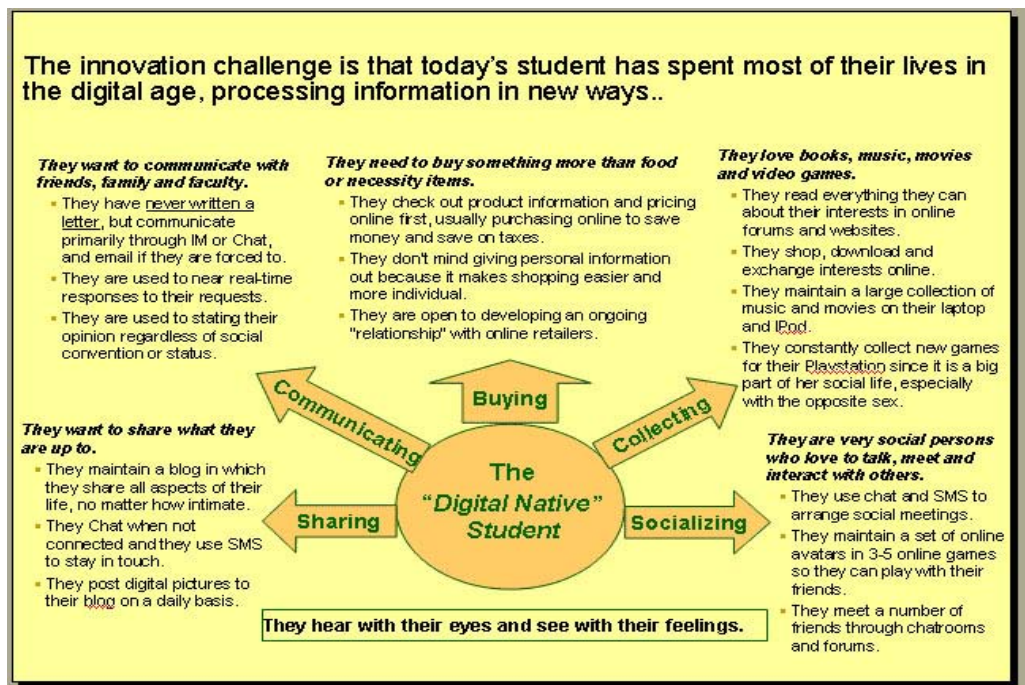 The innovation challenge is that today's student has spent most of their lives in
the digital age, processing information in new ways..
They want to communicate with
friends, family and faculty.
They have never written a
letter, but communicate
primarily through IM or Chat,
and email if they are forced to.
They are used to near real-time
responses to their requests.
They are used to stating their
opinion regardless of social
convention or status.
They need to buy something more than food
or necessity items.
They check out product information and pricing
online first, usually purchasing online to save
money and save on taxes.
They don't mind giving personal information
out because it makes shopping easier and
more individual.
They are open to developing an ongoing
"relationship" with online retailers.
They love books, music, movies
and video games.
They read everything they can
about their interests in online
forums and websites.
They shop, download and
exchange interests online.
They maintain a large collection of
music and movies on their laptop
and IPod.
They constantly collect new games
for their Playstation since it is a big
part of her social life, especially
with the opposite sex.
Communicating
Buying
Collecting
They want to share what they
are up to.
They maintain a blog in which
they share all aspects of their
life, no matter how intimate.
They Chat when not
connected and they use SMS
to stay in touch.
They post digital pictures to
their blog on a daily basis.
Sharing
The
"Digital Native"
Student
Socializing
They are very social persons
who love to talk, meet and
interact with others.
They use chat and SMS to
arrange social meetings.
They maintain a set of online
avatars in 3-5 online games
so they can play with their
friends.
They meet a number of
friends through chatrooms
and forums.
They hear with their eyes and see with their feelings.